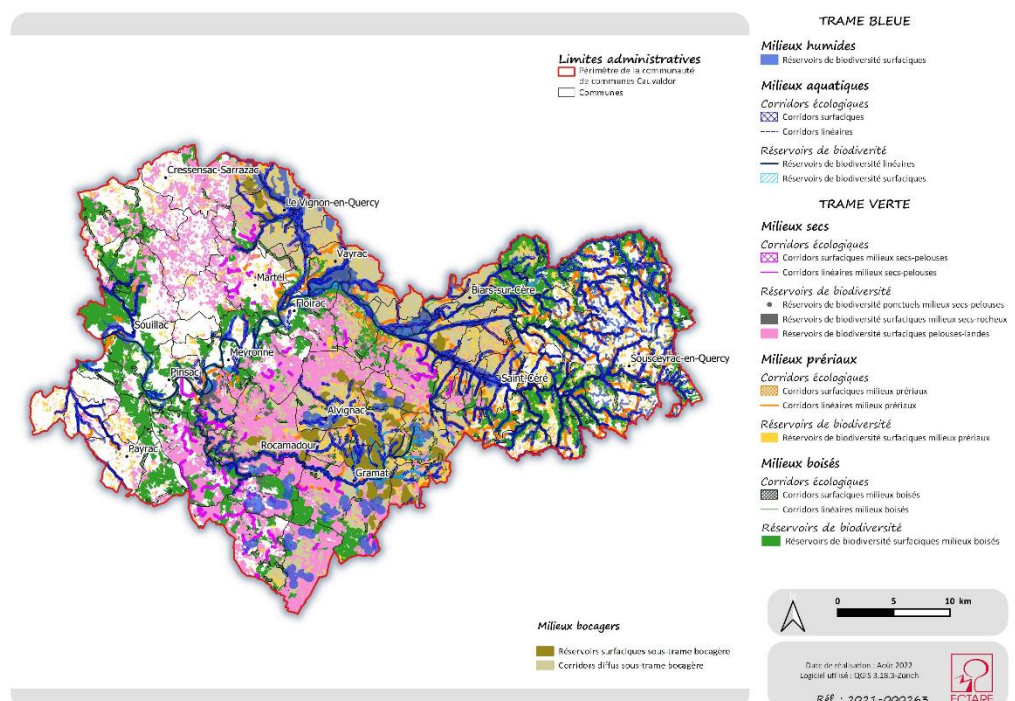 Limites administratives
Périmètre de la communauté
de communes Cauvaldor
Communes
Cressensac-Sarrazac
Le Vignon-en-Quercy
Vayrac
Martel
Floirac
Biars-sur-Cère
Souillac
Meyronne
Pinsac
Sousceyrac-en-Quercy
Saint-Céré
Alvignac
Rocamadour
Payrac
Gramat
Milieux bocagers
Réservoirs surfaciques sous-trame bocagère
Corridors diffus sous-trame bocagère
TRAME BLEUE
Milieux humides
Réservoirs de biodiversité surfaciques
Milieux aquatiques
Corridors écologiques
Corridors surfaciques
Corridors linéaires
Réservoirs de biodiverité
Réservoirs de biodiversité linéaires
Réservoirs de biodiversité surfaciques
TRAME VERTE
Milieux secs
Corridors écologiques
Corridors surfaciques milieux secs-pelouses
Corridors linéaires milieux secs-pelouses
Réservoirs de biodiversité
Réservoirs de biodiversité ponctuels milieux secs-pelouses
Réservoirs de biodiversité surfaciques milieux secs-rocheux
Réservoirs de biodiversité surfaciques pelouses-landes
Milieux prériaux
Corridors écologiques
Corridors surfaciques milieux prériaux
Corridors linéaires milieux prériaux
Réservoirs de biodiversité
Réservoirs de biodiversité surfaciques milieux prériaux
Milieux boisés
Corridors écologiques
Corridors surfaciques milieux boisés
Corridors linéaires milieux boisés
Réservoirs de biodiversité
Réservoirs de biodiversité surfaciques milieux boisés
0 5 10 km
Date de réalisation : Août 2022
Logiciel utilisé : QGIS 3.18.3-Zurich
Réf. : 2021-000263
ECTARE